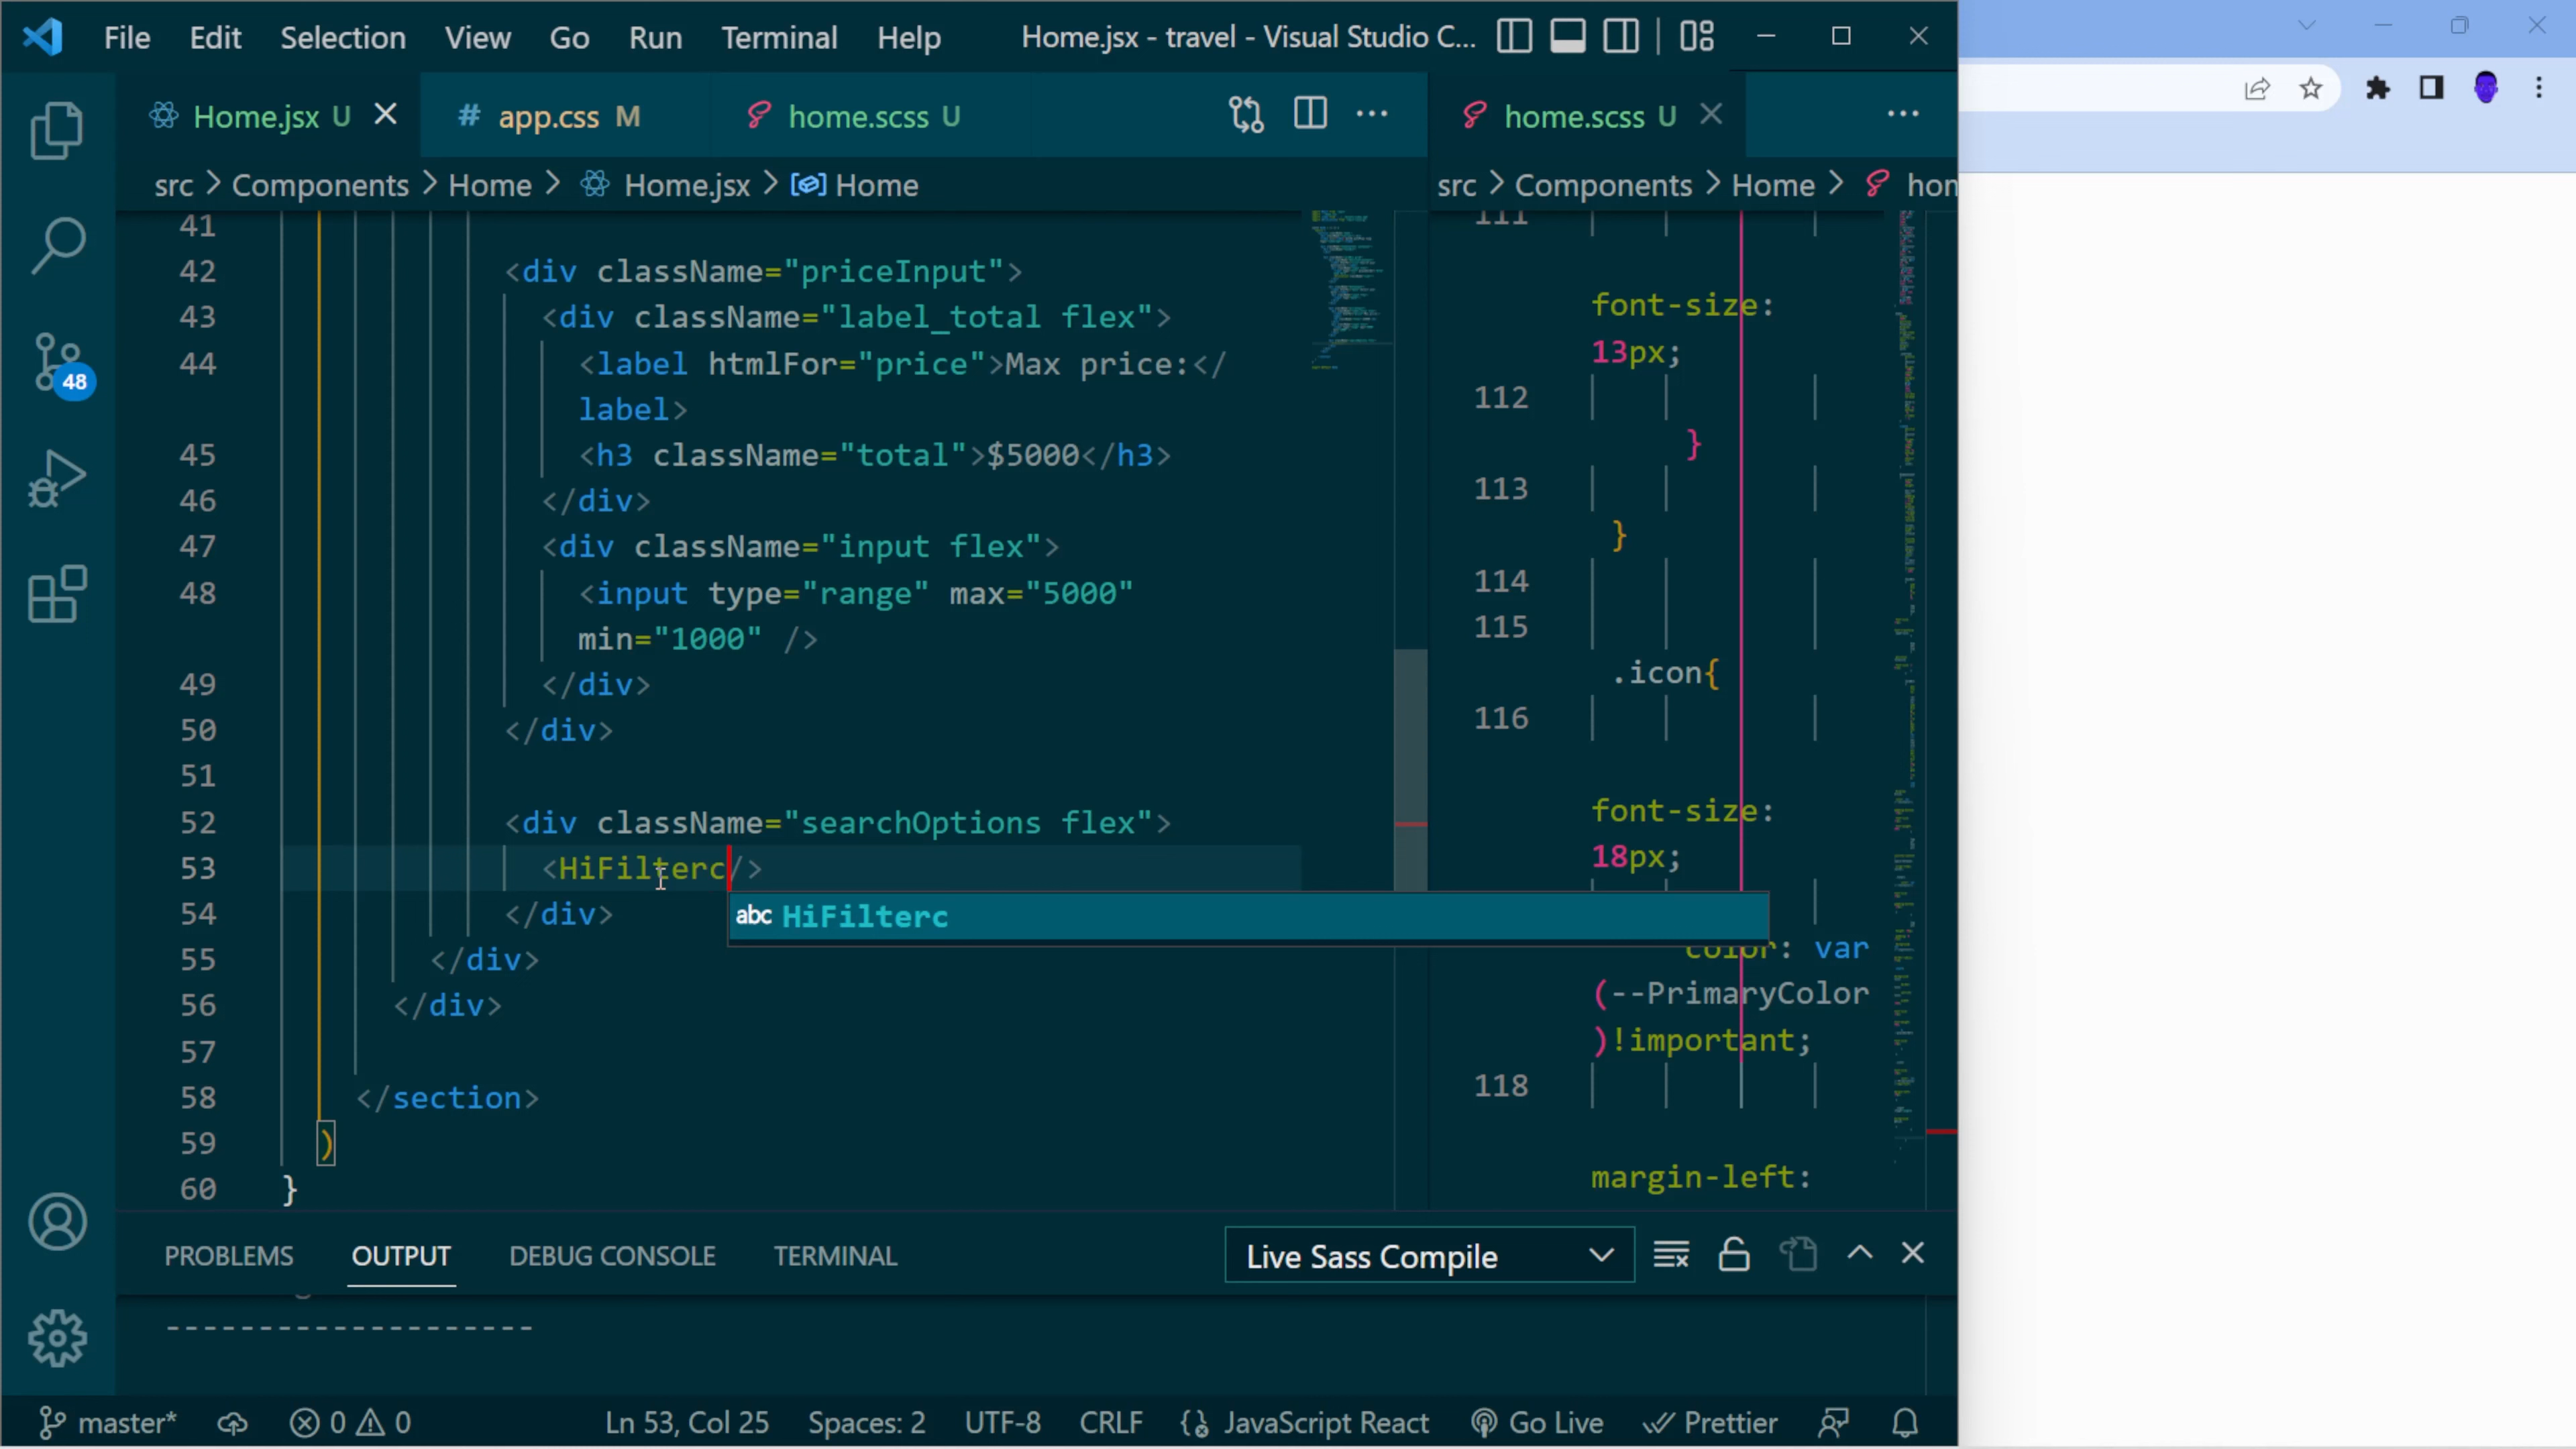 File Edit Selection View Go Run Terminal Help Home.jsx - travel - Visual Studio C...
Home.jsx U
# app.css M
home.scss U
src > Components > Home > Home.jsx > Home
41
42 <div className="priceInput">
43 <div className="label_total flex">
44 <label htmlFor="price">Max price:</
label>
45 <h3 className="total">$5000</h3>
46 </div>
47 <div className="input flex">
48 <input type="range" max="5000"
min="1000" />
49 </div>
50 </div>
51
52 <div className="searchOptions flex">
53 <HiFilterc/>
abc HiFilterc
54 </div>
55 </div>
56 </div>
57
58 </section>
59 )
60 }
home.scss U
src > Components > Home >
111
font-size:
13px;
112
}
113
}
114
115
.icon{
116
font-size:
18px;
color: var
(--PrimaryColor
)!important;
118
margin-left:
48
PROBLEMS OUTPUT DEBUG CONSOLE TERMINAL
Live Sass Compile
--------------------
master* 0 0 Ln 53, Col 25 Spaces: 2 UTF-8 CRLF JavaScript React Go Live Prettier